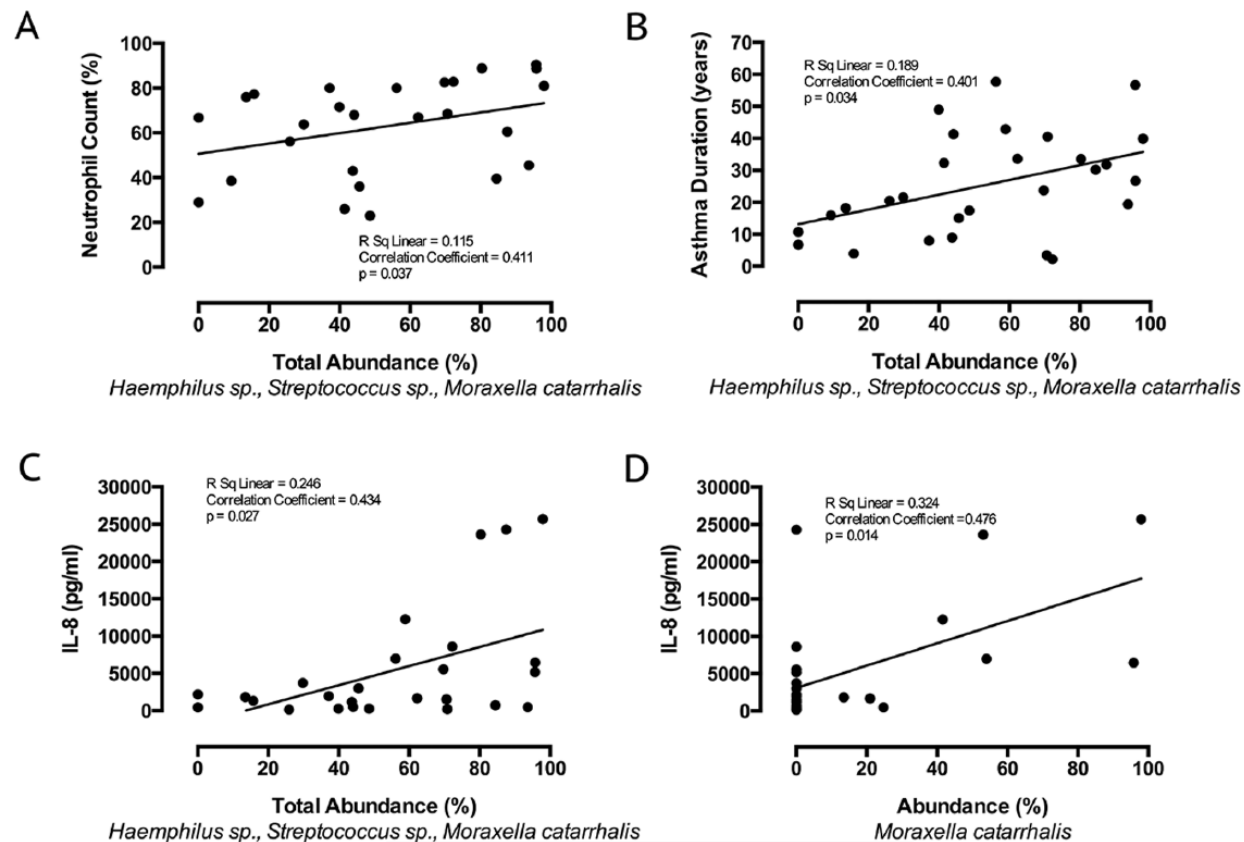 A
Neutrophil Count (%)
100
80
60
40
20
0
R Sq Linear = 0.115
Correlation Coefficient = 0.411
p = 0.037
0 20 40 60 80 100
Total Abundance (%)
Haemphilus sp., Streptococcus sp., Moraxella catarrhalis
B
Asthma Duration (years)
70
60
50
40
30
20
10
0
R Sq Linear = 0.189
Correlation Coefficient = 0.401
p = 0.034
0 20 40 60 80 100
Total Abundance (%)
Haemphilus sp., Streptococcus sp., Moraxella catarrhalis
C
IL-8 (pg/ml)
30000
25000
20000
15000
10000
5000
0
R Sq Linear = 0.246
Correlation Coefficient = 0.434
p = 0.027
0 20 40 60 80 100
Total Abundance (%)
Haemphilus sp., Streptococcus sp., Moraxella catarrhalis
D
IL-8 (pg/ml)
30000
25000
20000
15000
10000
5000
0
R Sq Linear = 0.324
Correlation Coefficient =0.476
p = 0.014
0 20 40 60 80 100
Abundance (%)
Moraxella catarrhalis